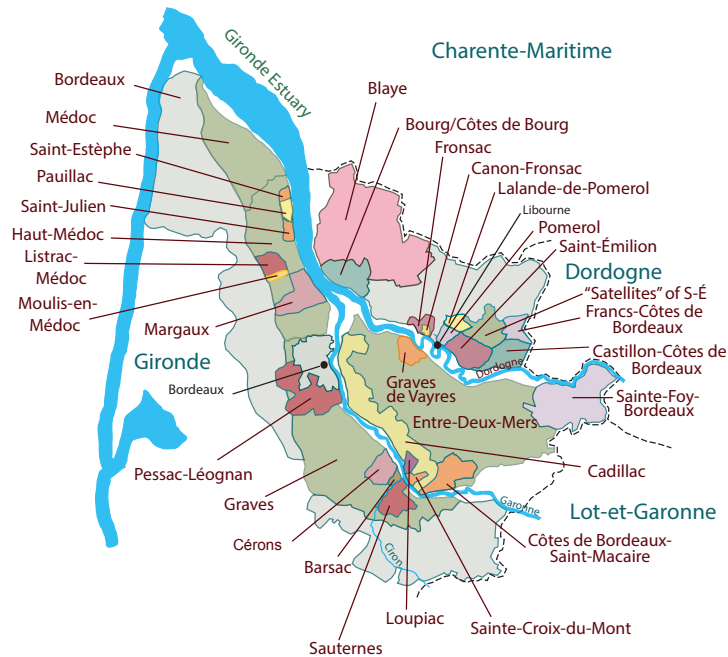 Gironde Estuary
Charente-Maritime
Bordeaux
Médoc
Saint-Estèphe
Pauillac
Saint-Julien
Haut-Médoc
Listrac-
Médoc
Moulis-en-
Médoc
Margaux
Blaye
Bourg/Côtes de Bourg
Fronsac
Canon-Fronsac
Lalande-de-Pomerol
Libourne
Pomerol
Saint-Émilion
Dordogne
"Satellites" of S-É
Francs-Côtes de
Bordeaux
Castillon-Côtes de
Bordeaux
Sainte-Foy-
Bordeaux
Gironde
Bordeaux
Graves
de Vayres
Dordogne
Entre-Deux-Mers
Pessac-Léognan
Graves
Cérons
Barsac
Sauternes
Ciron
Loupiac
Sainte-Croix-du-Mont
Cadillac
Garonne
Lot-et-Garonne
Côtes de Bordeaux-
Saint-Macaire